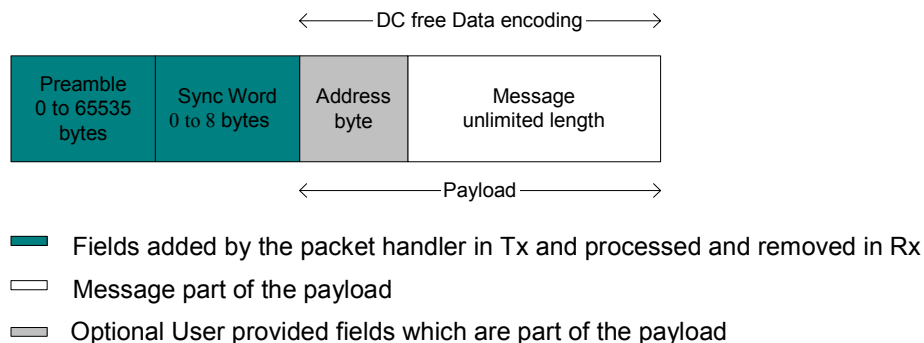 DC free Data encoding
Preamble
0 to 65535
bytes
Sync Word
0 to 8 bytes
Address
byte
Message
unlimited length
Payload
Fields added by the packet handler in Tx and processed and removed in Rx
Message part of the payload
Optional User provided fields which are part of the payload